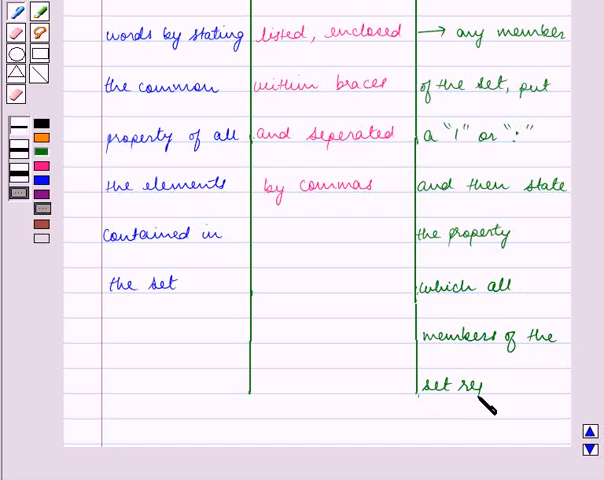 words by stating
the common
property of all
the elements
contained in
the set
listed, enclosed
within braces
and seperated
by commas
→ any member
of the set, put
a "|" or ":"
and then state
the property
which all
members of the
set